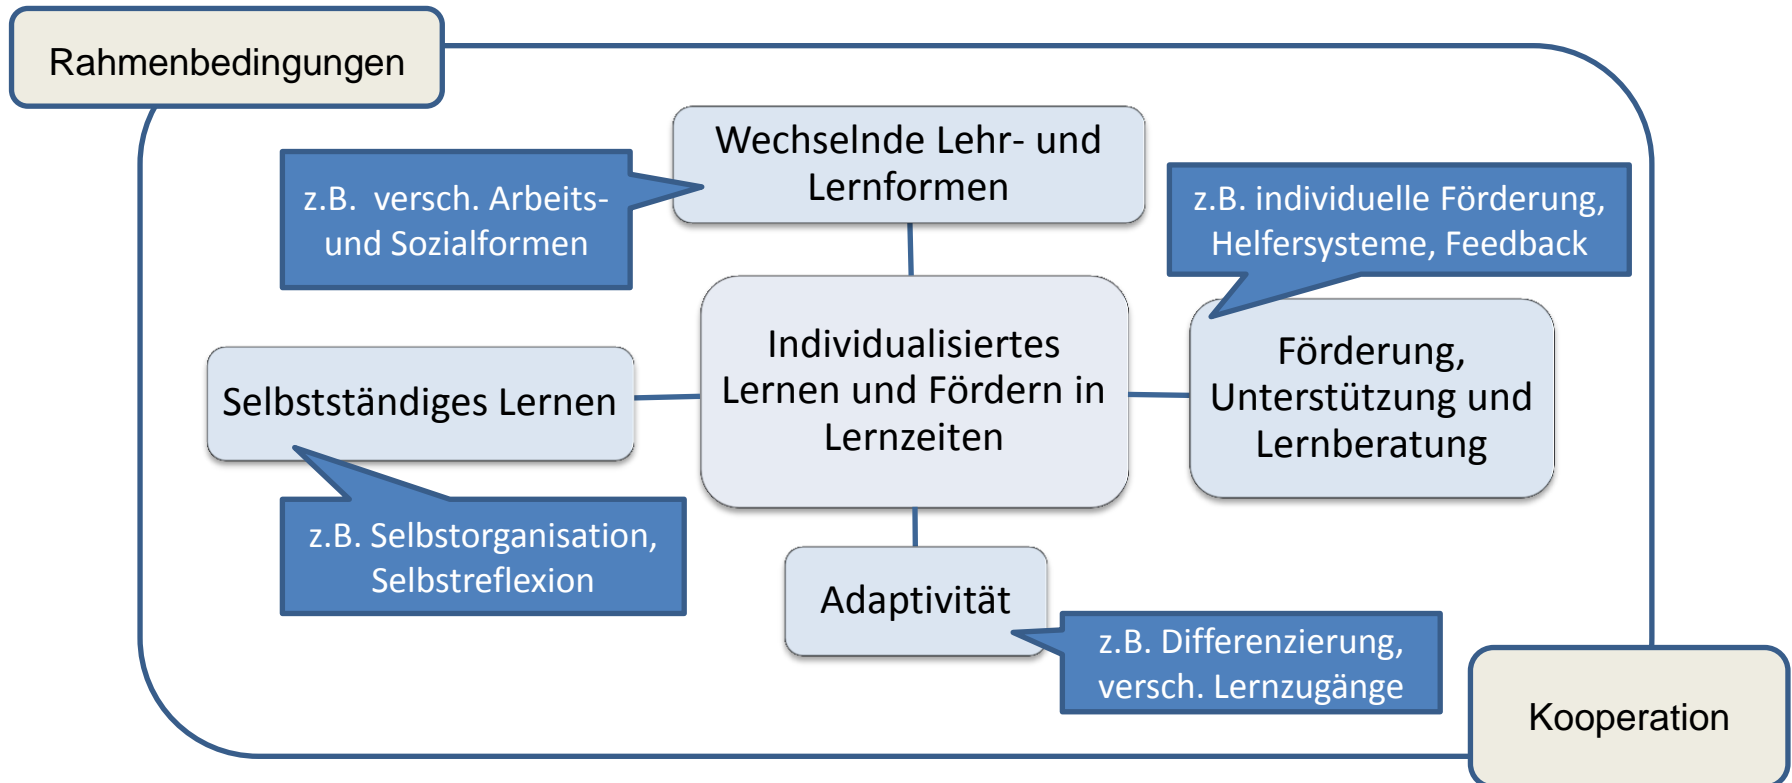 Rahmenbedingungen
Wechselnde Lehr- und
Lernformen
z.B. versch. Arbeits-
und Sozialformen
z.B. individuelle Förderung,
Helfersysteme, Feedback
Individualisiertes
Lernen und Fördern in
Lernzeiten
Förderung,
Unterstützung und
Lernberatung
Selbstständiges Lernen
z.B. Selbstorganisation,
Selbstreflexion
Adaptivität
z.B. Differenzierung,
versch. Lernzugänge
Kooperation